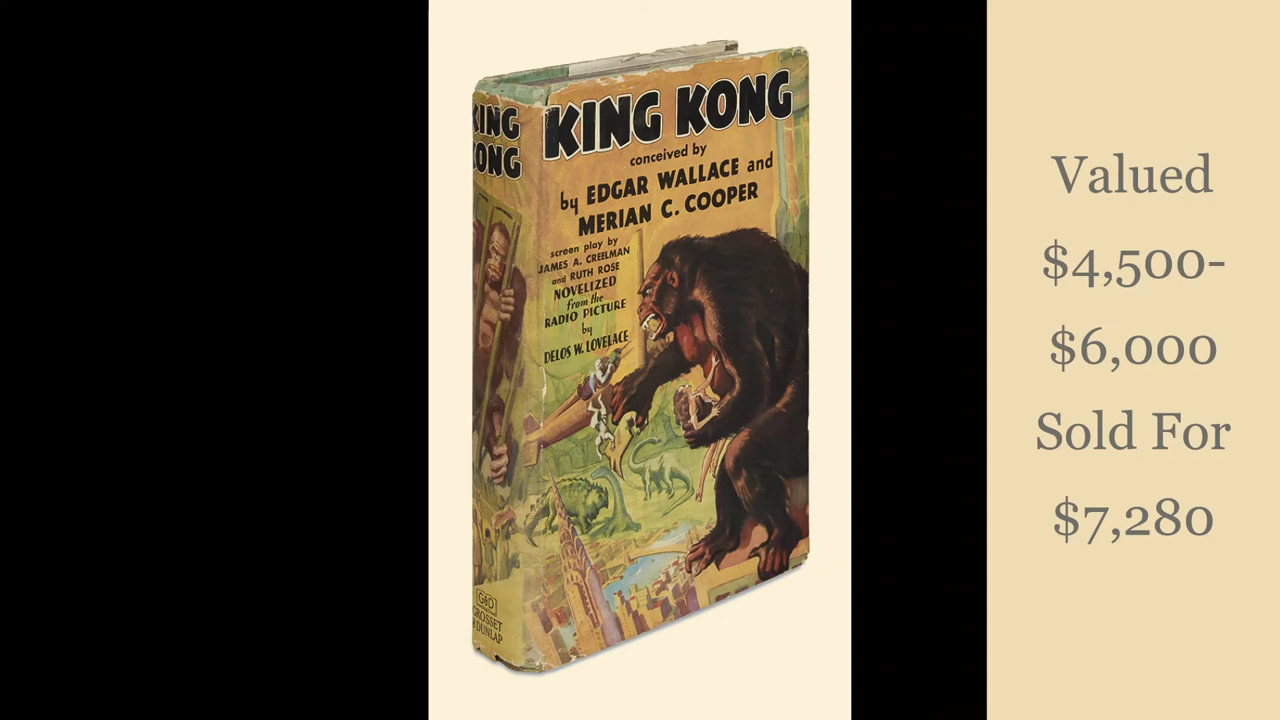 KING
KONG
G&D
GROSSET
& DUNLAP
KING KONG
conceived by
by EDGAR WALLACE and
MERIAN C. COOPER
screen play by
JAMES A. CREELMAN
and RUTH ROSE
NOVELIZED
from the
RADIO PICTURE
by
DELOS W. LOVELACE
Valued
$4,500-
$6,000
Sold For
$7,280